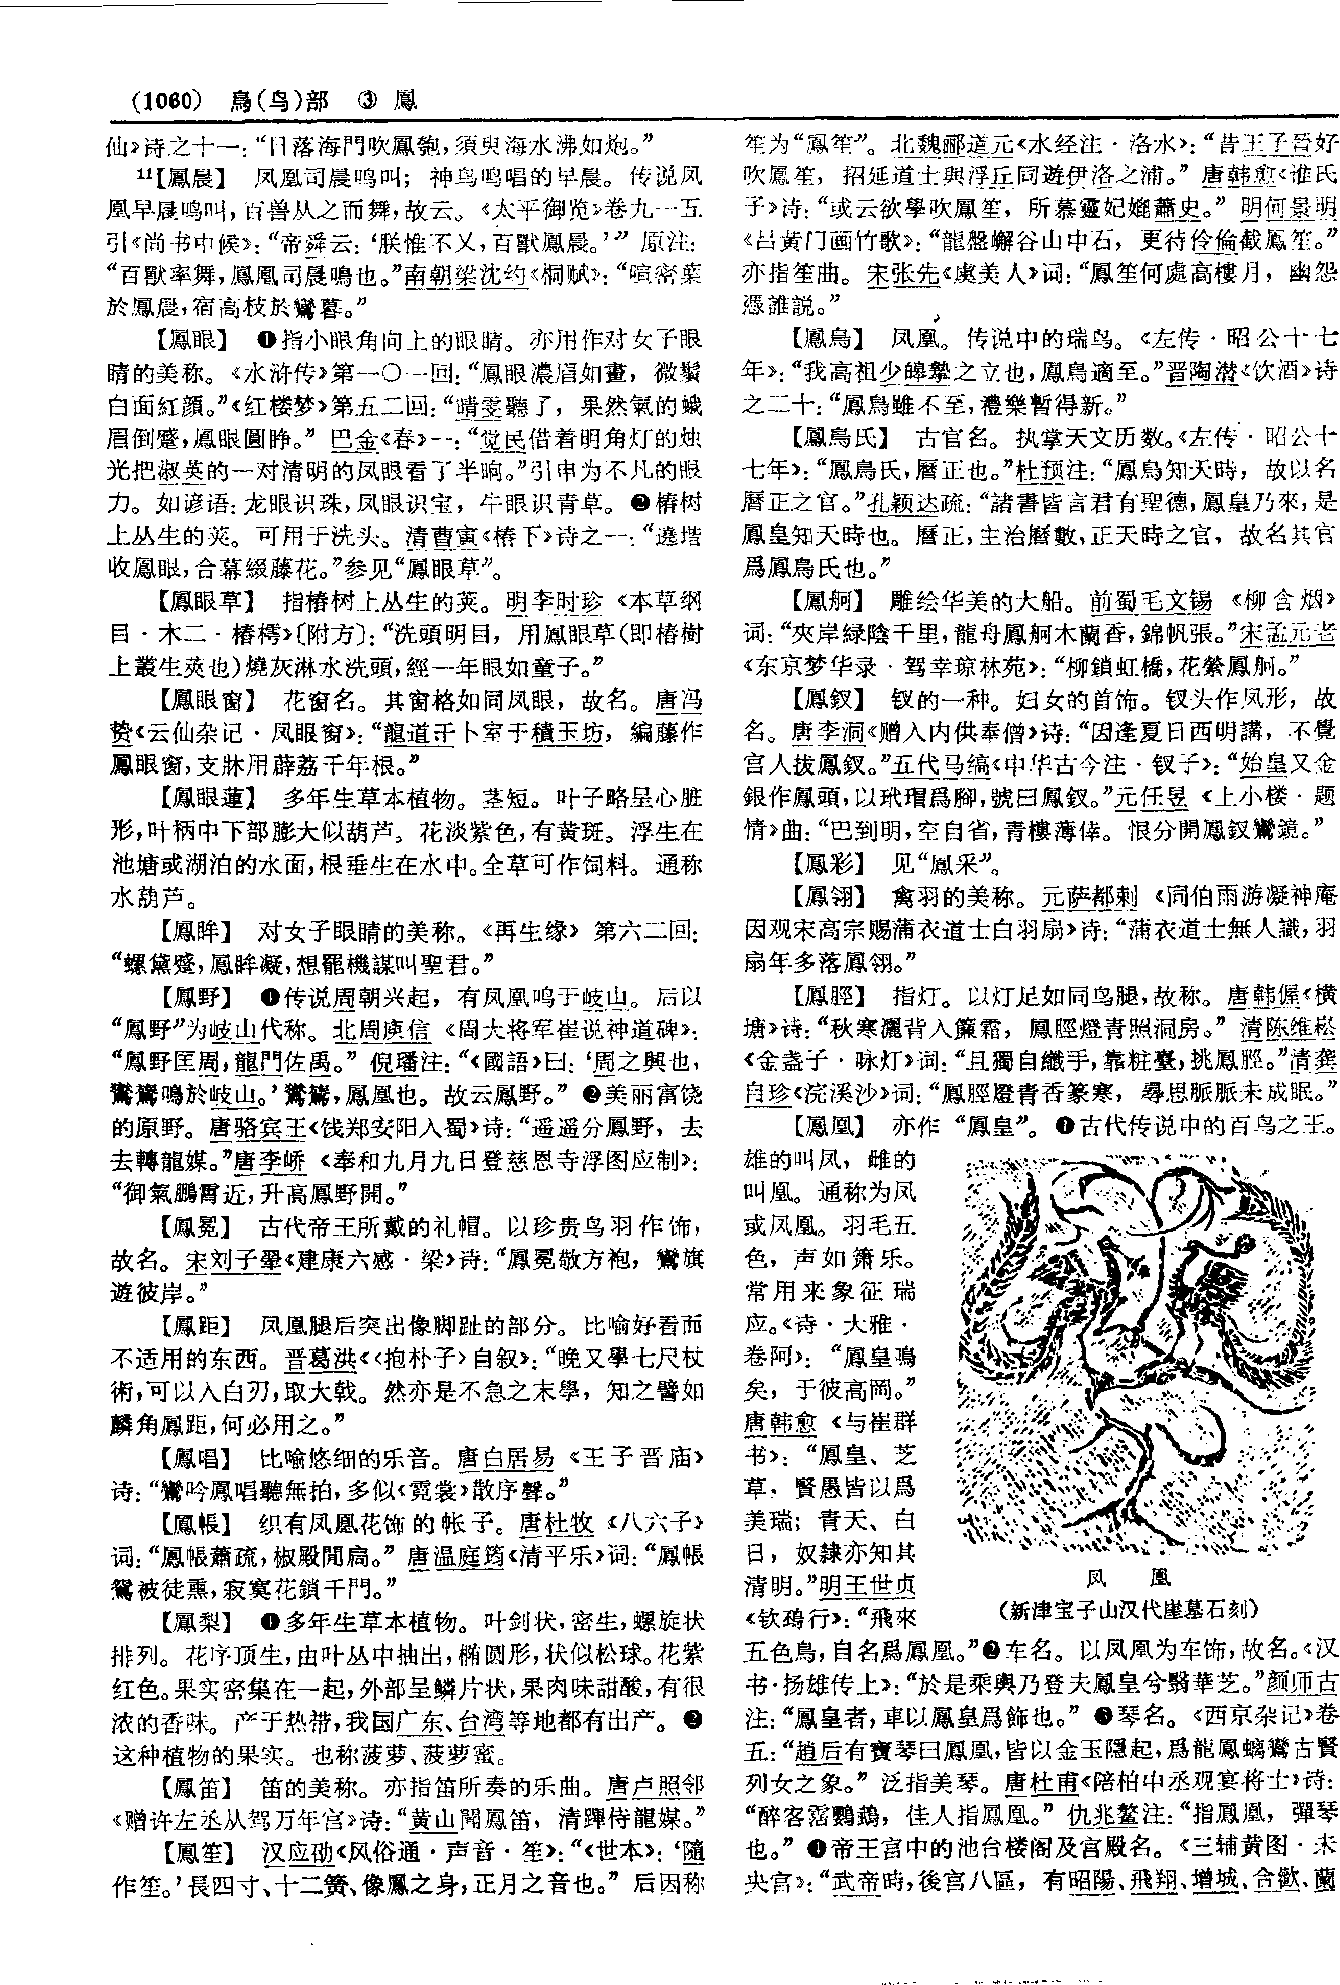 (1060) 鳥(鸟)部 ③ 鳳
仙》诗之十一：“日落海門吹鳳匏，須臾海水沸如炮。”
¹¹【鳳晨】 凤凰司晨鸣叫；神鸟鸣唱的早晨。传说凤
凰早晨鸣叫，百兽从之而舞，故云。《太平御览》卷九一五
引《尚书中候》：“帝舜云：‘朕惟不乂，百獸鳳晨。’” 原注：
“百獸率舞，鳳凰司晨鳴也。”南朝梁沈约《桐赋》：“喧密葉
於鳳晨，宿高枝於鸞暮。”
【鳳眼】 ❶指小眼角向上的眼睛。亦用作对女子眼
睛的美称。《水浒传》第一〇一回：“鳳眼濃眉如畫，微鬚
白面紅顔。”《红楼梦》第五二回：“晴雯聽了，果然氣的蛾
眉倒蹙，鳳眼圓睁。” 巴金《春》一：“觉民借着明角灯的烛
光把淑英的一对清明的凤眼看了半晌。”引申为不凡的眼
力。如谚语：龙眼识珠，凤眼识宝，牛眼识青草。❷椿树
上丛生的荚。可用于洗头。清曹寅《椿下》诗之一：“遶堦
收鳳眼，合幕綴藤花。”参见“鳳眼草”。
【鳳眼草】 指椿树上丛生的荚。明李时珍《本草纲
目·木二·椿樗》〔附方〕：“洗頭明目，用鳳眼草(即椿樹
上叢生莢也)燒灰淋水洗頭，經一年眼如童子。”
【鳳眼窗】 花窗名。其窗格如同凤眼，故名。唐冯
贽《云仙杂记·凤眼窗》：“龍道千卜室于積玉坊，编藤作
鳳眼窗，支牀用薜荔千年根。”
【鳳眼蓮】 多年生草本植物。茎短。叶子略呈心脏
形，叶柄中下部膨大似葫芦。花淡紫色，有黄斑。浮生在
池塘或湖泊的水面，根垂生在水中。全草可作饲料。通称
水葫芦。
【鳳眸】 对女子眼睛的美称。《再生缘》第六二回：
“螺黛蹙，鳳眸凝，想罷機謀叫聖君。”
【鳳野】 ❶传说周朝兴起，有凤凰鸣于岐山。后以
“鳳野”为岐山代称。北周庾信《周大将军崔说神道碑》：
“鳳野匡周，龍門佐禹。” 倪璠注：“《國語》曰：‘周之興也，
鸑鷟鳴於岐山。’鸑鷟，鳳凰也。故云鳳野。” ❷美丽富饶
的原野。唐骆宾王《饯郑安阳入蜀》诗：“遥遥分鳳野，去
去轉龍媒。”唐李峤《奉和九月九日登慈恩寺浮图应制》：
“御氣鵬霄近，升高鳳野開。”
【鳳冕】 古代帝王所戴的礼帽。以珍贵鸟羽作饰，
故名。宋刘子翚《建康六感·梁》诗：“鳳冕敬方袍，鸞旗
遊彼岸。”
【鳳距】 凤凰腿后突出像脚趾的部分。比喻好看而
不适用的东西。晋葛洪《〈抱朴子〉自叙》：“晚又學七尺杖
術，可以入白刃，取大戟。然亦是不急之末學，知之譬如
麟角鳳距，何必用之。”
【鳳唱】 比喻悠细的乐音。唐白居易《王子晋庙》
诗：“鸞吟鳳唱聽無拍，多似《霓裳》散序聲。”
【鳳帳】 织有凤凰花饰的帐子。唐杜牧《八六子》
词：“鳳帳蕭疏，椒殿閒扃。” 唐温庭筠《清平乐》词：“鳳帳
鴛被徒熏，寂寞花鎖千門。”
【鳳梨】 ❶多年生草本植物。叶剑状，密生，螺旋状
排列。花序顶生，由叶丛中抽出，椭圆形，状似松球。花紫
红色。果实密集在一起，外部呈鳞片状，果肉味甜酸，有很
浓的香味。产于热带，我国广东、台湾等地都有出产。❷
这种植物的果实。也称菠萝、菠萝蜜。
【鳳笛】 笛的美称。亦指笛所奏的乐曲。唐卢照邻
《赠许左丞从驾万年宫》诗：“黄山聞鳳笛，清蹕侍龍媒。”
【鳳笙】 汉应劭《风俗通·声音·笙》：“《世本》：‘隨
作笙。’長四寸、十二簧、像鳳之身，正月之音也。” 后因称
笙为“鳳笙”。北魏郦道元《水经注·洛水》：“昔王子晋好
吹鳳笙，招延道士與浮丘同遊伊洛之浦。” 唐韩愈《谁氏
子》诗：“或云欲學吹鳳笙，所慕靈妃媲蕭史。” 明何景明
《吕黄门画竹歌》：“龍盤嶰谷山中石，更待伶倫截鳳笙。”
亦指笙曲。宋张先《虞美人》词：“鳳笙何處高樓月，幽怨
憑誰説。”
【鳳鳥】 凤凰。传说中的瑞鸟。《左传·昭公十七
年》：“我高祖少皞摯之立也，鳳鳥適至。”晋陶潜《饮酒》诗
之二十：“鳳鳥雖不至，禮樂暫得新。”
【鳳鳥氏】 古官名。执掌天文历数。《左传·昭公十
七年》：“鳳鳥氏，曆正也。”杜预注：“鳳鳥知天時，故以名
曆正之官。”孔颖达疏：“諸書皆言君有聖德，鳳皇乃來，是
鳳皇知天時也。曆正，主治曆數，正天時之官，故名其官
爲鳳鳥氏也。”
【鳳舸】 雕绘华美的大船。前蜀毛文锡《柳含烟》
词：“夾岸緑陰千里，龍舟鳳舸木蘭香，錦帆張。”宋孟元老
《东京梦华录·驾幸琼林苑》：“柳鎖虹橋，花縈鳳舸。”
【鳳釵】 钗的一种。妇女的首饰。钗头作凤形，故
名。唐李洞《赠入内供奉僧》诗：“因逢夏日西明講，不覺
宫人拔鳳釵。”五代马缟《中华古今注·钗子》：“始皇又金
銀作鳳頭，以玳瑁爲脚，號曰鳳釵。”元任昱《上小楼·题
情》曲：“巴到明，空自省，青樓薄倖。恨分開鳳釵鸞鏡。”
【鳳彩】 见“鳳采”。
【鳳翎】 禽羽的美称。元萨都剌《同伯雨游凝神庵
因观宋高宗赐蒲衣道士白羽扇》诗：“蒲衣道士無人識，羽
扇年多落鳳翎。”
【鳳脛】 指灯。以灯足如同鸟腿，故称。唐韩偓《横
塘》诗：“秋寒灑背入簾霜，鳳脛燈青照洞房。” 清陈维崧
《金盏子·咏灯》词：“且獨自纖手，靠粧臺，挑鳳脛。”清龚
自珍《浣溪沙》词：“鳳脛燈青香篆寒，尋思脈脈未成眠。”
【鳳凰】 亦作“鳳皇”。❶古代传说中的百鸟之王。
雄的叫凤，雌的
叫凰。通称为凤
或凤凰。羽毛五
色，声如箫乐。
常用来象征瑞
应。《诗·大雅·
卷阿》：“鳳皇鳴
矣，于彼高岡。”
唐韩愈《与崔群
书》：“鳳皇、芝
草，賢愚皆以爲
美瑞；青天、白
日，奴隸亦知其
清明。”明王世贞
《钦䲹行》：“飛來
凤 凰
(新津宝子山汉代崖墓石刻)
五色鳥，自名爲鳳凰。”❷车名。以凤凰为车饰，故名。《汉
书·扬雄传上》：“於是乘輿乃登夫鳳皇兮翳華芝。”颜师古
注：“鳳皇者，車以鳳皇爲飾也。” ❸琴名。《西京杂记》卷
五：“趙后有寶琴曰鳳凰，皆以金玉隱起，爲龍鳳螭鸞古賢
列女之象。” 泛指美琴。唐杜甫《陪柏中丞观宴将士》诗：
“醉客霑鸚鵡，佳人指鳳凰。” 仇兆鳌注：“指鳳凰，彈琴
也。” ❹帝王宫中的池台楼阁及宫殿名。《三辅黄图·未
央宫》：“武帝時，後宫八區，有昭陽、飛翔、增城、合歡、蘭